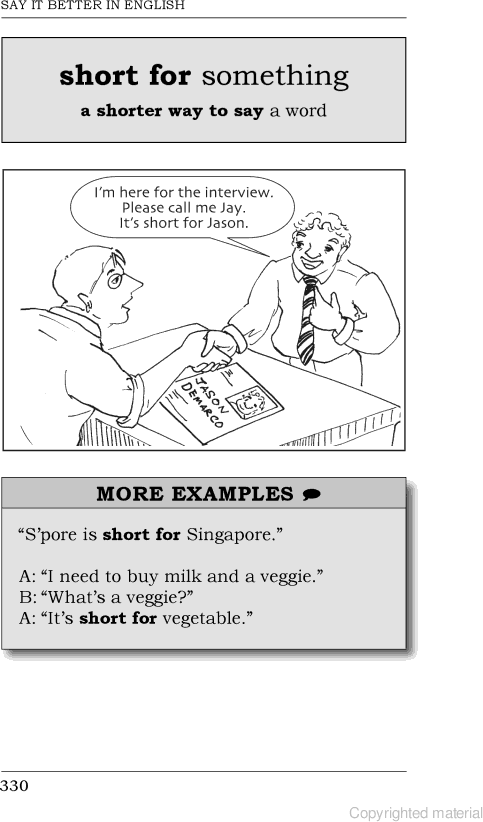 SAY IT BETTER IN ENGLISH
short for something
a shorter way to say a word
I'm here for the interview.
Please call me Jay.
It's short for Jason.
JASON
DEMARCO
MORE EXAMPLES
“S'pore is short for Singapore.”
A: “I need to buy milk and a veggie.”
B: “What's a veggie?”
A: “It's short for vegetable.”
330
Copyrighted material